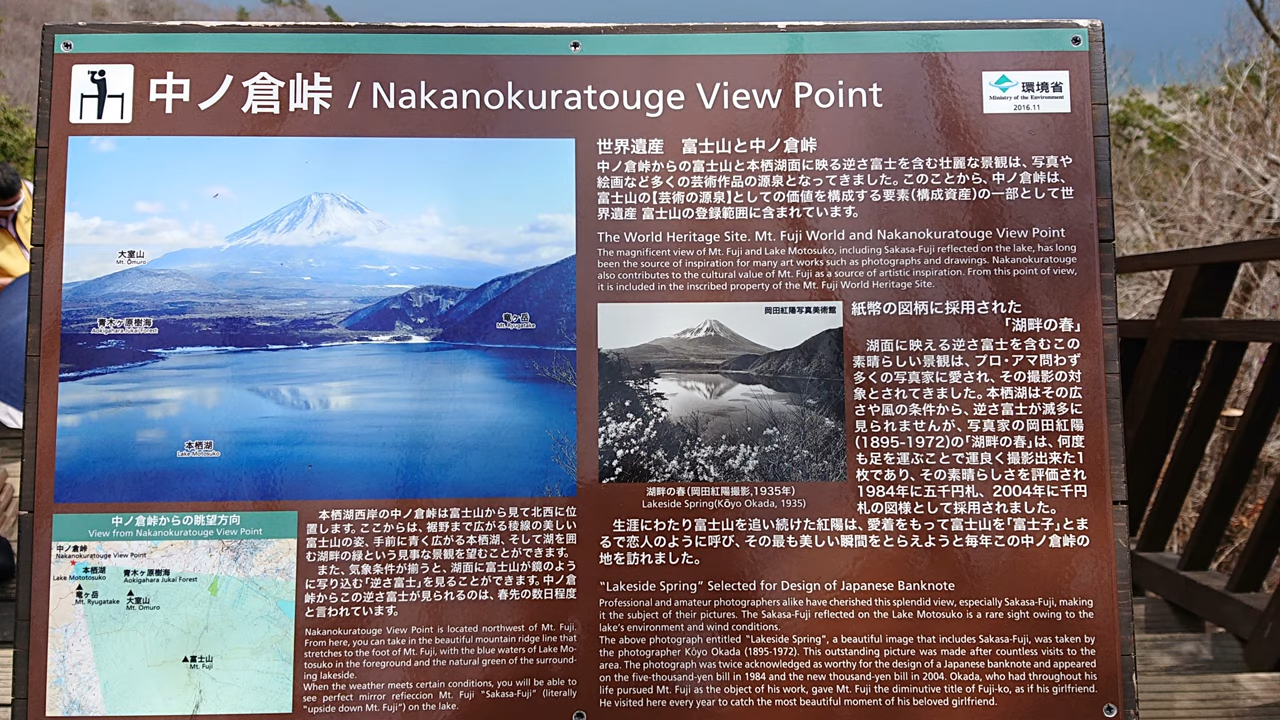 中ノ倉峠 / Nakanokuratouge View Point
環境省
Ministry of the Environment
2016.11
大室山
Mt. Ōmuro
青木ヶ原樹海
Aokigahara Jukai Forest
竜ヶ岳
Mt. Ryugatake
本栖湖
Lake Motosuko
世界遺産 富士山と中ノ倉峠
中ノ倉峠からの富士山と本栖湖面に映る逆さ富士を含む壮麗な景観は、写真や
絵画など多くの芸術作品の源泉となってきました。このことから、中ノ倉峠は、
富士山の【芸術の源泉】としての価値を構成する要素(構成資産)の一部として世
界遺産 富士山の登録範囲に含まれています。
The World Heritage Site. Mt. Fuji World and Nakanokuratouge View Point
The magnificent view of Mt. Fuji and Lake Motosuko, including Sakasa-Fuji reflected on the lake, has long
been the source of inspiration for many art works such as photographs and drawings. Nakanokuratouge
also contributes to the cultural value of Mt. Fuji as a source of artistic inspiration. From this point of view,
it is included in the inscribed property of the Mt. Fuji World Heritage Site.
岡田紅陽写真美術館
湖畔の春(岡田紅陽撮影,1935年)
Lakeside Spring(Kōyo Okada, 1935)
紙幣の図柄に採用された
「湖畔の春」
湖面に映える逆さ富士を含むこの
素晴らしい景観は、プロ・アマ問わず
多くの写真家に愛され、その撮影の対
象とされてきました。本栖湖はその広
さや風の条件から、逆さ富士が滅多に
見られませんが、写真家の岡田紅陽
(1895-1972)の「湖畔の春」は、何度
も足を運ぶことで運良く撮影出来た1
枚であり、その素晴らしさを評価され
1984年に五千円札、2004年に千円
札の図様として採用されました。
生涯にわたり富士山を追い続けた紅陽は、愛着をもって富士山を「富士子」とま
るで恋人のように呼び、その最も美しい瞬間をとらえようと毎年この中ノ倉峠の
地を訪れました。
"Lakeside Spring" Selected for Design of Japanese Banknote
Professional and amateur photographers alike have cherished this splendid view, especially Sakasa-Fuji, making
it the subject of their pictures. The Sakasa-Fuji reflected on the Lake Motosuko is a rare sight owing to the
lake's environment and wind conditions.
The above photograph entitled "Lakeside Spring", a beautiful image that includes Sakasa-Fuji, was taken by
the photographer Kōyo Okada (1895-1972). This outstanding picture was made after countless visits to the
area. The photograph was twice acknowledged as worthy for the design of a Japanese banknote and appeared
on the five-thousand-yen bill in 1984 and the new thousand-yen bill in 2004. Okada, who had throughout his
life pursued Mt. Fuji as the object of his work, gave Mt. Fuji the diminutive title of Fuji-ko, as if his girlfriend.
He visited here every year to catch the most beautiful moment of his beloved girlfriend.
中ノ倉峠からの眺望方向
View from Nakanokuratouge View Point
中ノ倉峠
Nakanokuratouge View Point
本栖湖
Lake Mototosuko
青木ヶ原樹海
Aokigahara Jukai Forest
竜ヶ岳
Mt. Ryugatake
大室山
Mt. Omuro
富士山
Mt. Fuji
本栖湖西岸の中ノ倉峠は富士山から見て北西に位
置します。ここからは、裾野まで広がる稜線の美しい
富士山の姿、手前に青く広がる本栖湖、そして湖を囲
む湖畔の緑という見事な景観を望むことができます。
また、気象条件が揃うと、湖面に富士山が鏡のよう
に写り込む「逆さ富士」を見ることができます。中ノ倉
峠からこの逆さ富士が見られるのは、春先の数日程度
と言われています。
Nakanokuratouge View Point is located northwest of Mt. Fuji.
From here, you can take in the beautiful mountain ridge line that
stretches to the foot of Mt. Fuji, with the blue waters of Lake Mo-
tosuko in the foreground and the natural green of the surround-
ing lakeside.
When the weather meets certain conditions, you will be able to
see perfect mirror refieccion Mt. Fuji "Sakasa-Fuji" (literally
"upside down Mt. Fuji") on the lake.